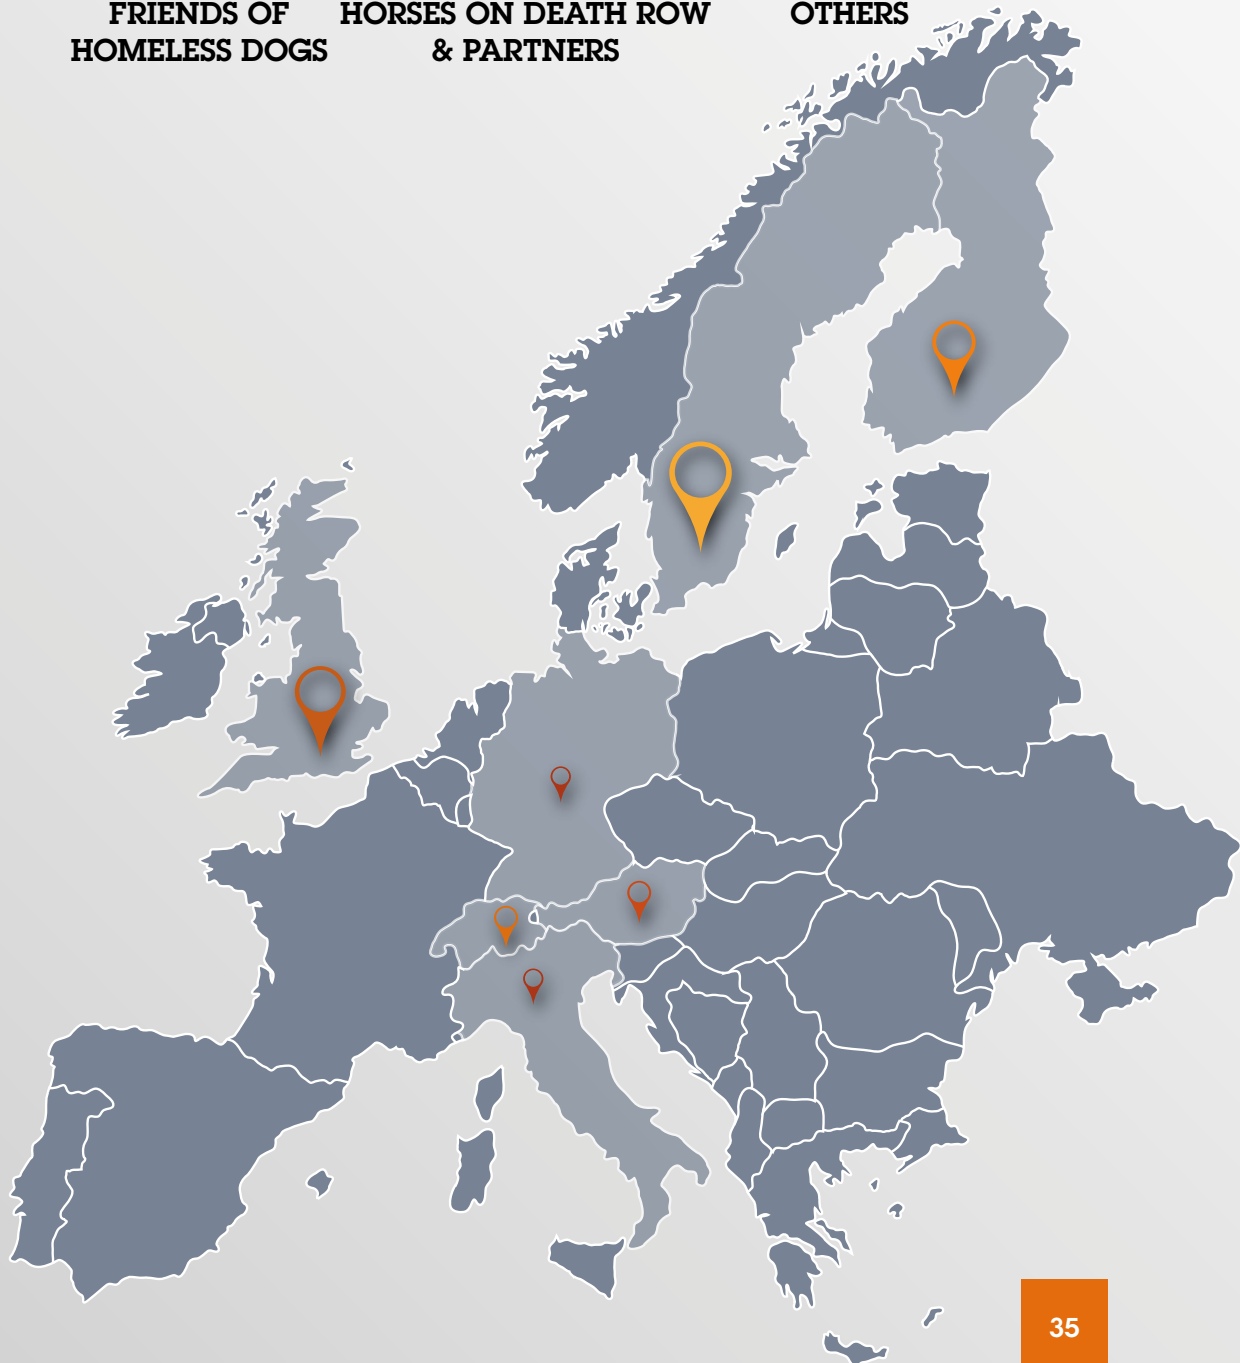 FRIENDS OF
HOMELESS DOGS
HORSES ON DEATH ROW
& PARTNERS
OTHERS
35